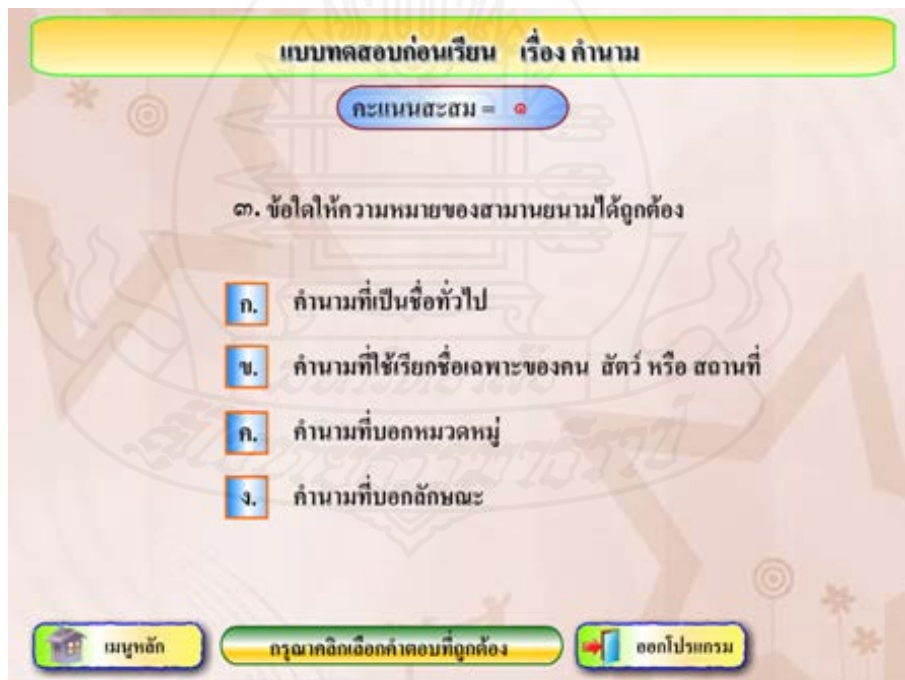 แบบทดสอบก่อนเรียน เรื่อง คำนาม
คะแนนสะสม = ๑
๓. ข้อใดให้ความหมายของสามานยนามได้ถูกต้อง
ก. คำนามที่เป็นชื่อทั่วไป
ข. คำนามที่ใช้เรียกชื่อเฉพาะของคน สัตว์ หรือ สถานที่
ค. คำนามที่บอกหมวดหมู่
ง. คำนามที่บอกลักษณะ
เมนูหลัก
กรุณาคลิกเลือกคำตอบที่ถูกต้อง
ออกโปรแกรม